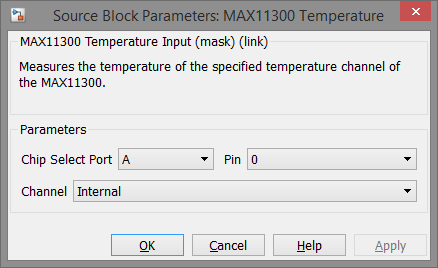 Source Block Parameters: MAX11300 Temperature
MAX11300 Temperature Input (mask) (link)
Measures the temperature of the specified temperature channel of
the MAX11300.
Parameters
Chip Select Port A Pin 0
Channel Internal
OK Cancel Help Apply